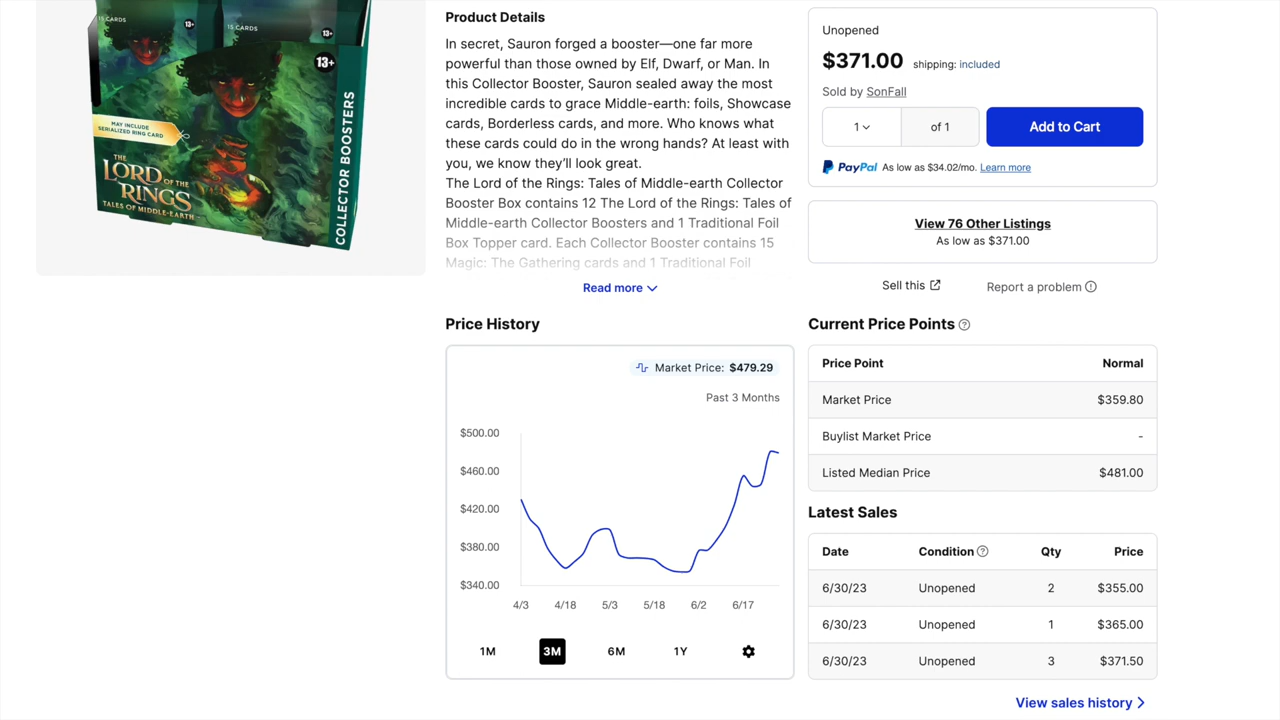 15 CARDS
13+
15 CARDS
13+
13+
MAY INCLUDE
SERIALIZED RING CARD
THE
LORD OF THE
RINGS
TALES OF MIDDLE-EARTH
COLLECTOR BOOSTERS
Product Details
In secret, Sauron forged a booster—one far more
powerful than those owned by Elf, Dwarf, or Man. In
this Collector Booster, Sauron sealed away the most
incredible cards to grace Middle-earth: foils, Showcase
cards, Borderless cards, and more. Who knows what
these cards could do in the wrong hands? At least with
you, we know they’ll look great.
The Lord of the Rings: Tales of Middle-earth Collector
Booster Box contains 12 The Lord of the Rings: Tales of
Middle-earth Collector Boosters and 1 Traditional Foil
Box Topper card. Each Collector Booster contains 15
Magic: The Gathering cards and 1 Traditional Foil
Read more
Price History
Market Price: $479.29
Past 3 Months
$500.00
$460.00
$420.00
$380.00
$340.00
4/3 4/18 5/3 5/18 6/2 6/17
1M 3M 6M 1Y
Unopened
$371.00 shipping: included
Sold by SonFall
1 of 1 Add to Cart
PayPal As low as $34.02/mo. Learn more
View 76 Other Listings
As low as $371.00
Sell this Report a problem
Current Price Points
Price Point Normal
Market Price $359.80
Buylist Market Price -
Listed Median Price $481.00
Latest Sales
Date Condition Qty Price
6/30/23 Unopened 2 $355.00
6/30/23 Unopened 1 $365.00
6/30/23 Unopened 3 $371.50
View sales history